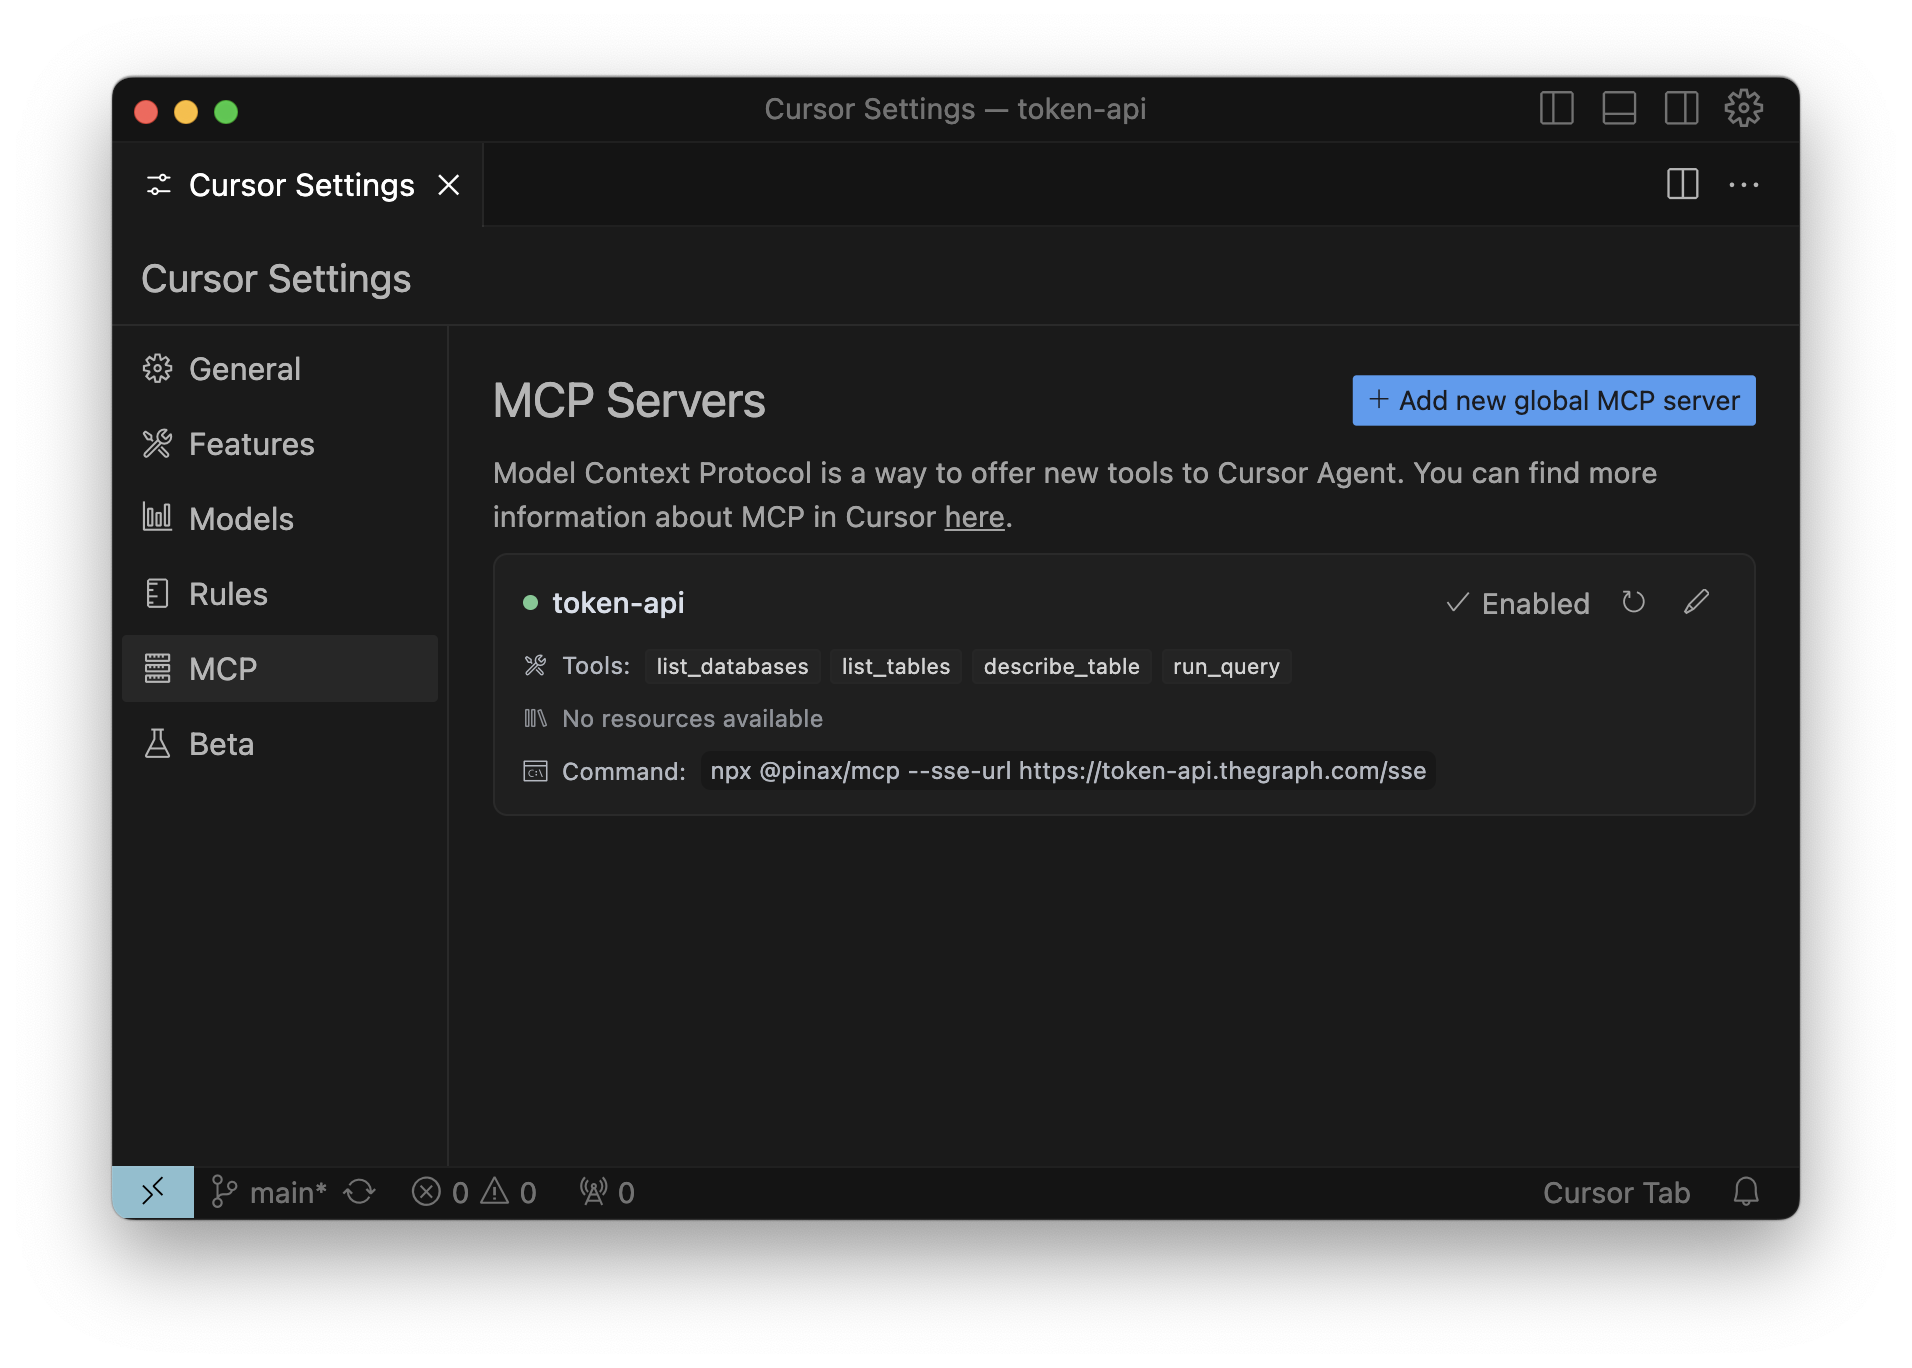 Cursor Settings — token-api
Cursor Settings
Cursor Settings
General
Features
Models
Rules
MCP
Beta
MCP Servers
+ Add new global MCP server
Model Context Protocol is a way to offer new tools to Cursor Agent. You can find more
information about MCP in Cursor here.
token-api
Enabled
Tools: list_databases list_tables describe_table run_query
No resources available
Command: npx @pinax/mcp --sse-url https://token-api.thegraph.com/sse
main* 0 0 0 Cursor Tab